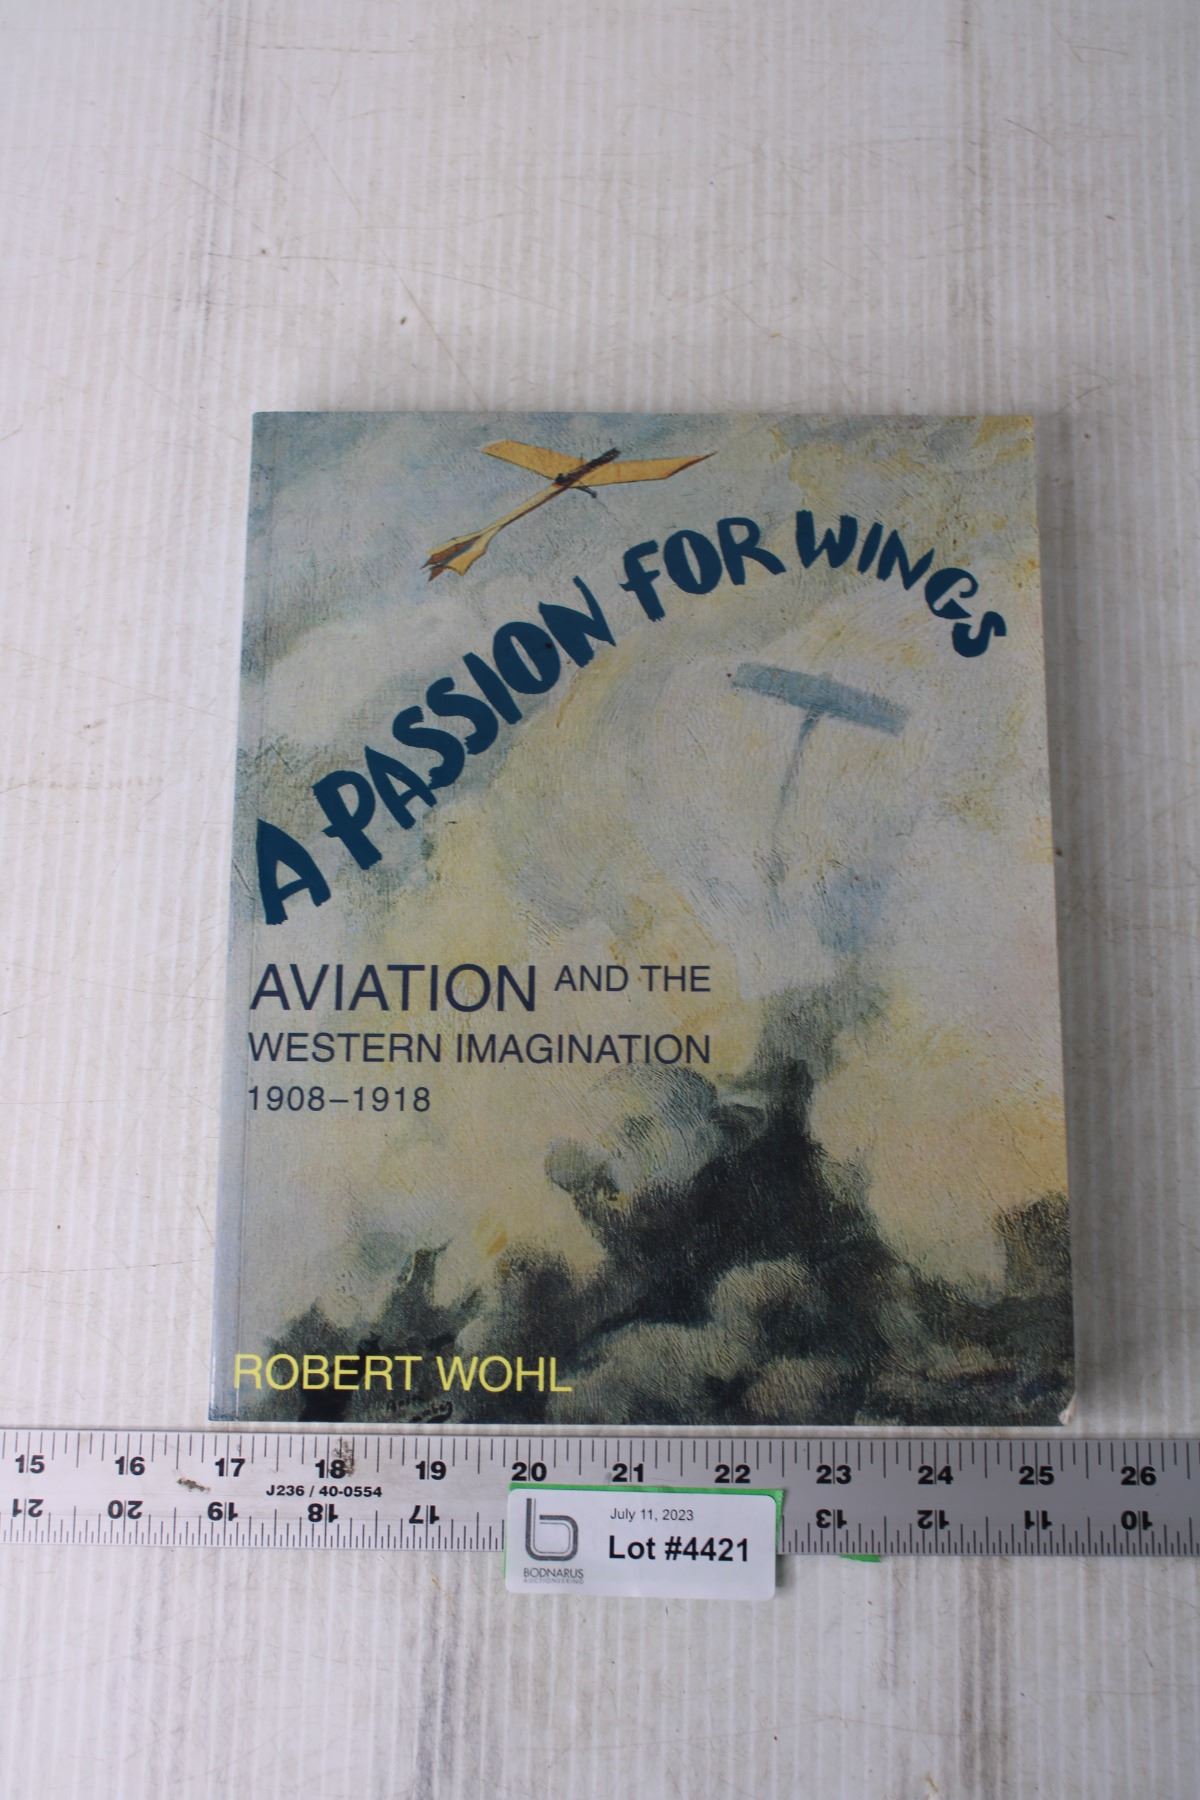 A PASSION FOR WINGS
AVIATION AND THE
WESTERN IMAGINATION
1908–1918
ROBERT WOHL
15 16 17 18 19 20 21 22 23 24 25 26
J236 / 40-0554
21 20 19 18 17 13 12 11 10
July 11, 2023
Lot #4421
BODNARUS
AUCTIONEERING